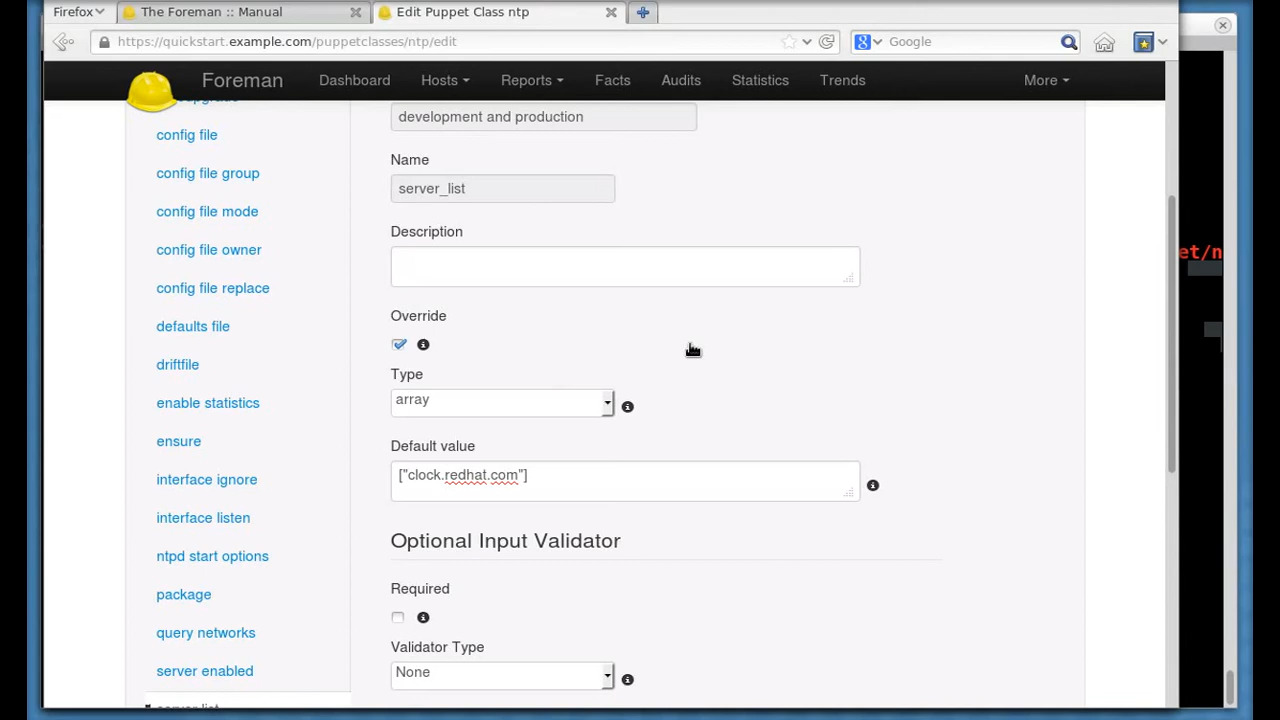 Firefox
The Foreman :: Manual
Edit Puppet Class ntp
https://quickstart.example.com/puppetclasses/ntp/edit
Google
Foreman
Dashboard
Hosts
Reports
Facts
Audits
Statistics
Trends
More
config file
config file group
config file mode
config file owner
config file replace
defaults file
driftfile
enable statistics
ensure
interface ignore
interface listen
ntpd start options
package
query networks
server enabled
server list
development and production
Name
server_list
Description
Override
Type
array
Default value
["clock.redhat.com"]
Optional Input Validator
Required
Validator Type
None
et/n